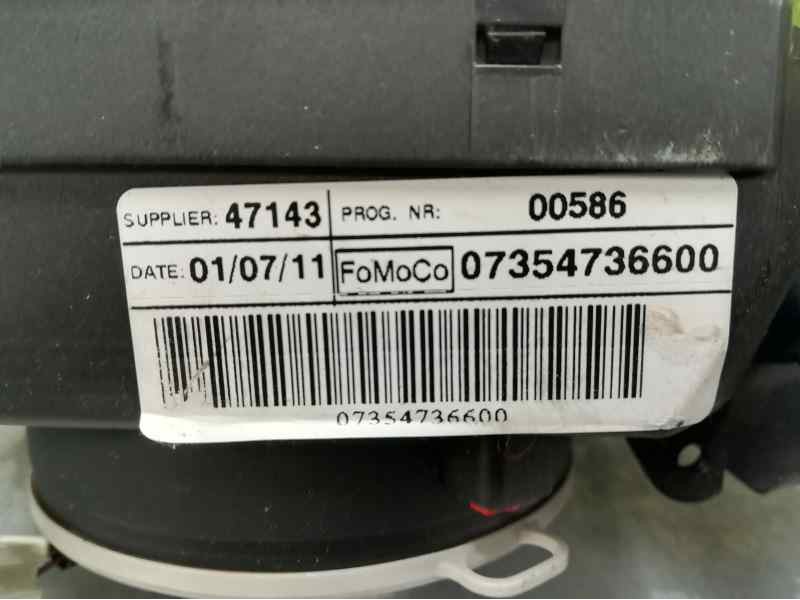 SUPPLIER: 47143 PROG. NR: 00586
DATE: 01/07/11 FoMoCo 07354736600
07354736600